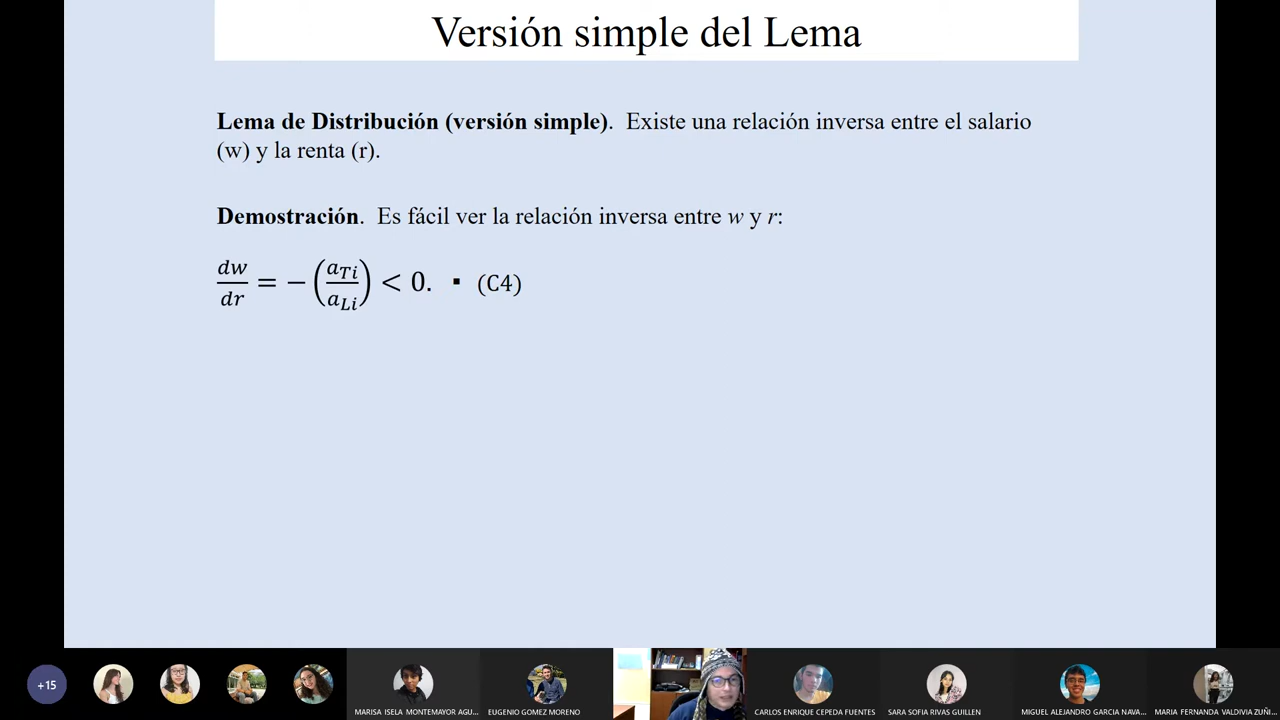 Versión simple del Lema
Lema de Distribución (versión simple). Existe una relación inversa entre el salario
(w) y la renta (r).
Demostración. Es fácil ver la relación inversa entre w y r:
dw/dr = −(a_Ti/a_Li) < 0. ▪ (C4)
+15
MARISA ISELA MONTEMAYOR AGU...
EUGENIO GOMEZ MORENO
CARLOS ENRIQUE CEPEDA FUENTES
SARA SOFIA RIVAS GUILLEN
MIGUEL ALEJANDRO GARCIA NAVA...
MARIA FERNANDA VALDIVIA ZUÑI...